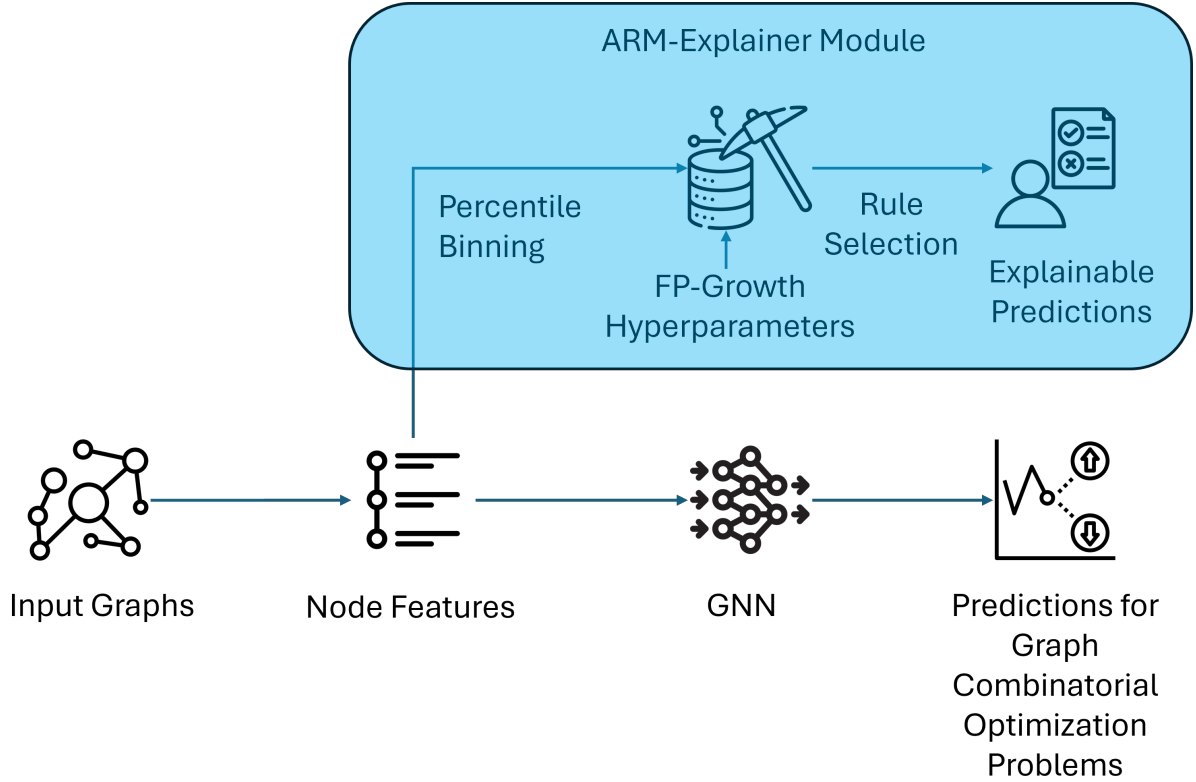 ARM-Explainer Module
Percentile
Binning
Rule
Selection
FP-Growth
Hyperparameters
Explainable
Predictions
Input Graphs
Node Features
GNN
Predictions for
Graph
Combinatorial
Optimization
Problems